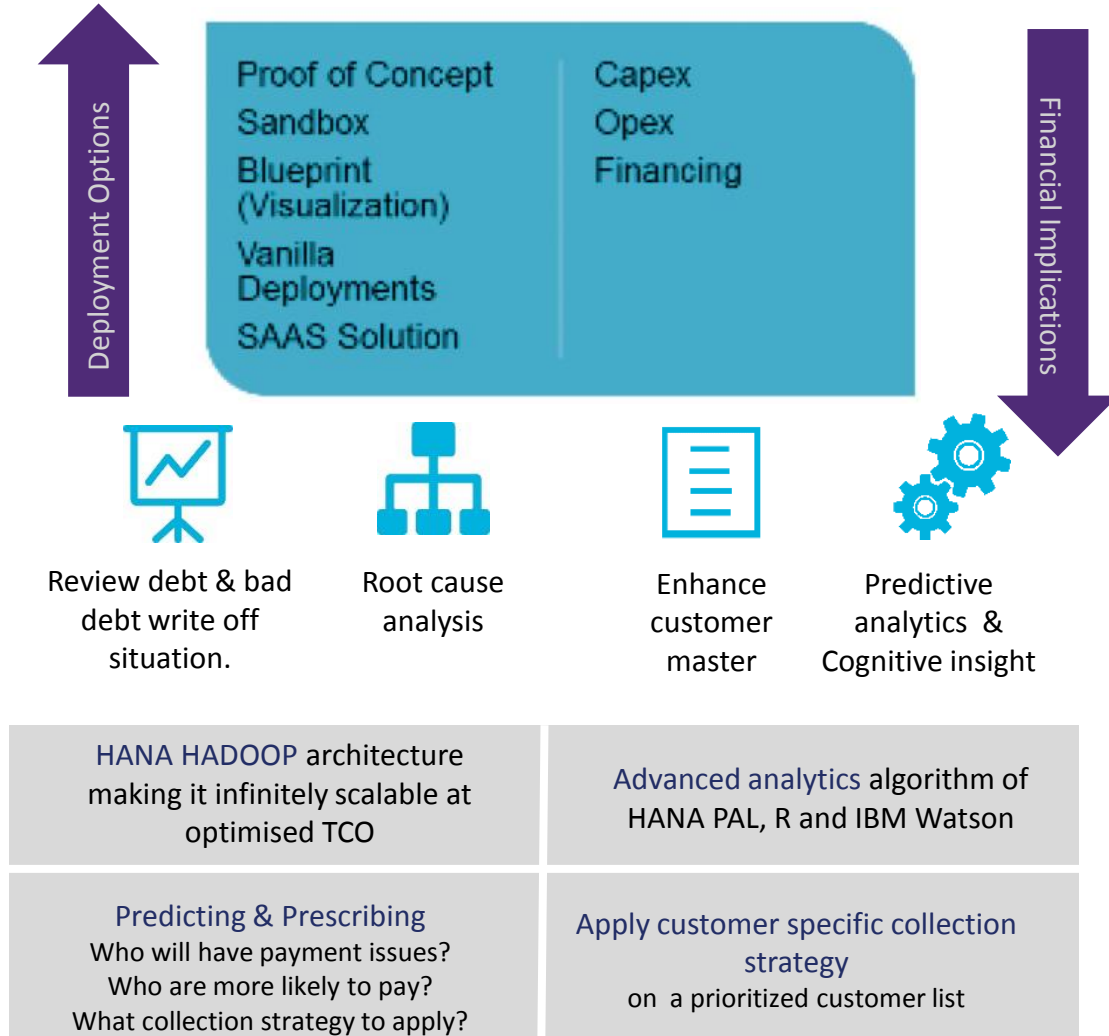 Deployment Options
Proof of Concept
Sandbox
Blueprint
(Visualization)
Vanilla
Deployments
SAAS Solution
Capex
Opex
Financing
Financial Implications
Review debt & bad
debt write off
situation.
Root cause
analysis
Enhance
customer
master
Predictive
analytics &
Cognitive insight
HANA HADOOP architecture
making it infinitely scalable at
optimised TCO
Advanced analytics algorithm of
HANA PAL, R and IBM Watson
Predicting & Prescribing
Who will have payment issues?
Who are more likely to pay?
What collection strategy to apply?
Apply customer specific collection
strategy
on a prioritized customer list